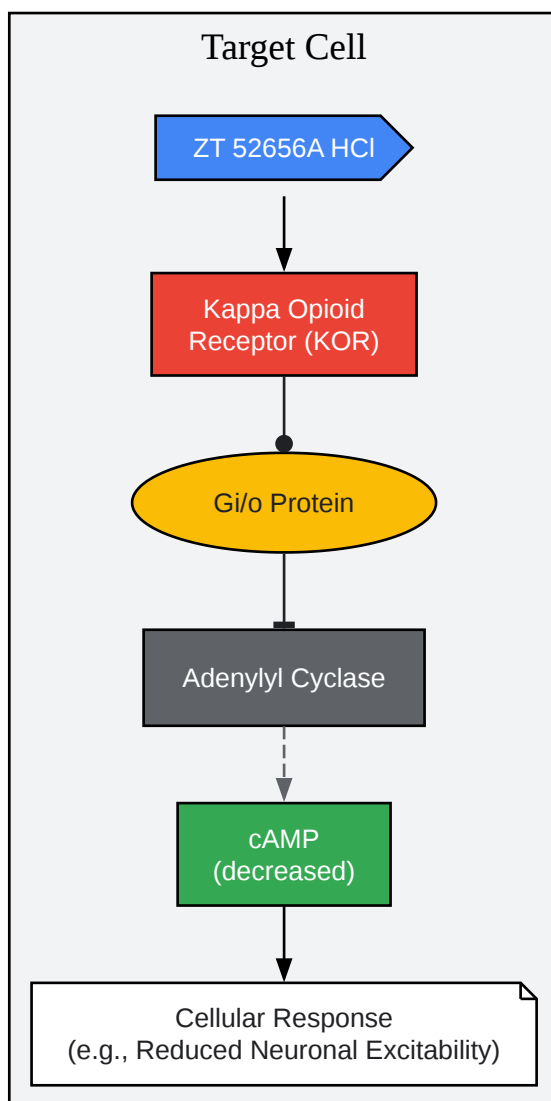 Target Cell
ZT 52656A HCl
Kappa Opioid
Receptor (KOR)
Gi/o Protein
Adenylyl Cyclase
cAMP
(decreased)
Cellular Response
(e.g., Reduced Neuronal Excitability)